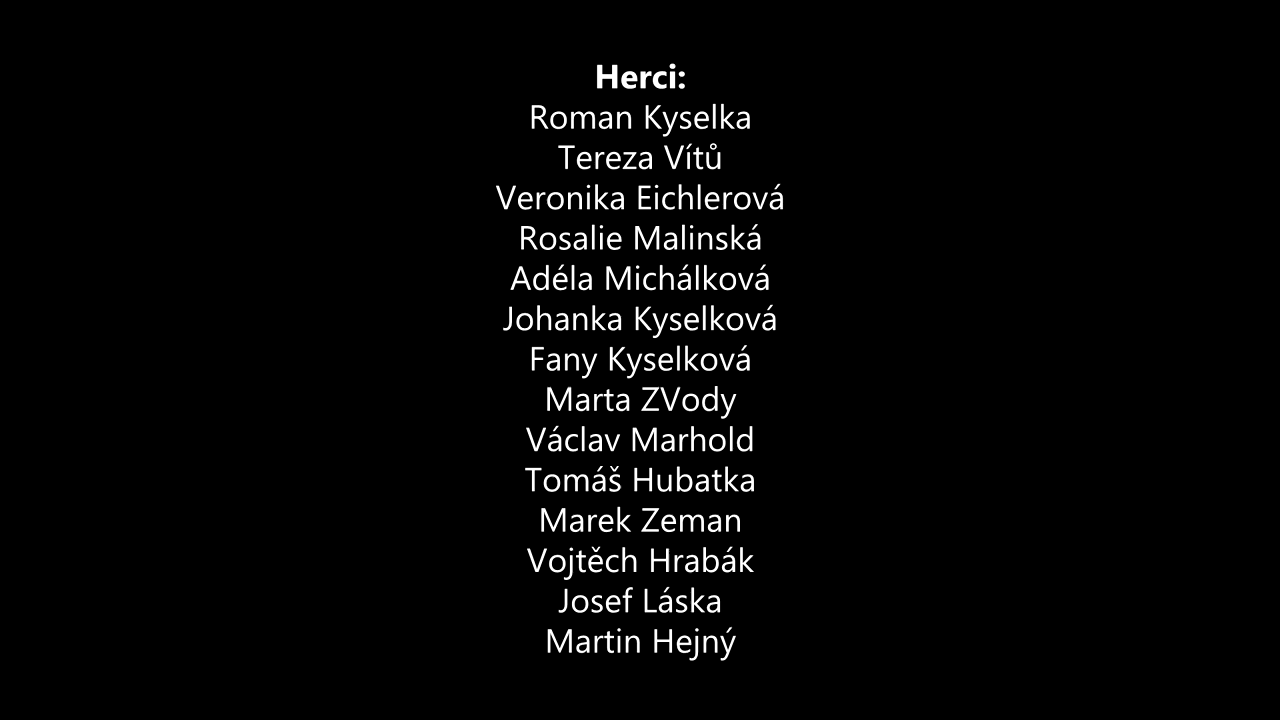 Herci:
Roman Kyselka
Tereza Vítů
Veronika Eichlerová
Rosalie Malinská
Adéla Michálková
Johanka Kyselková
Fany Kyselková
Marta ZVody
Václav Marhold
Tomáš Hubatka
Marek Zeman
Vojtěch Hrabák
Josef Láska
Martin Hejný